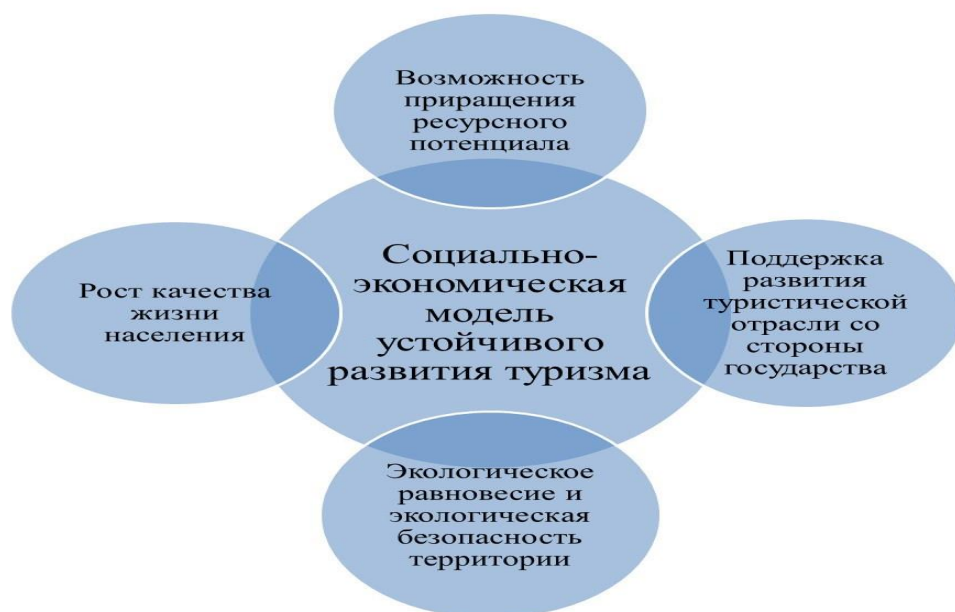 Возможность
приращения
ресурсного
потенциала
Рост качества
жизни
населения
Социально-
экономическая
модель
устойчивого
развития туризма
Поддержка
развития
туристической
отрасли со
стороны
государства
Экологическое
равновесие и
экологическая
безопасность
территории